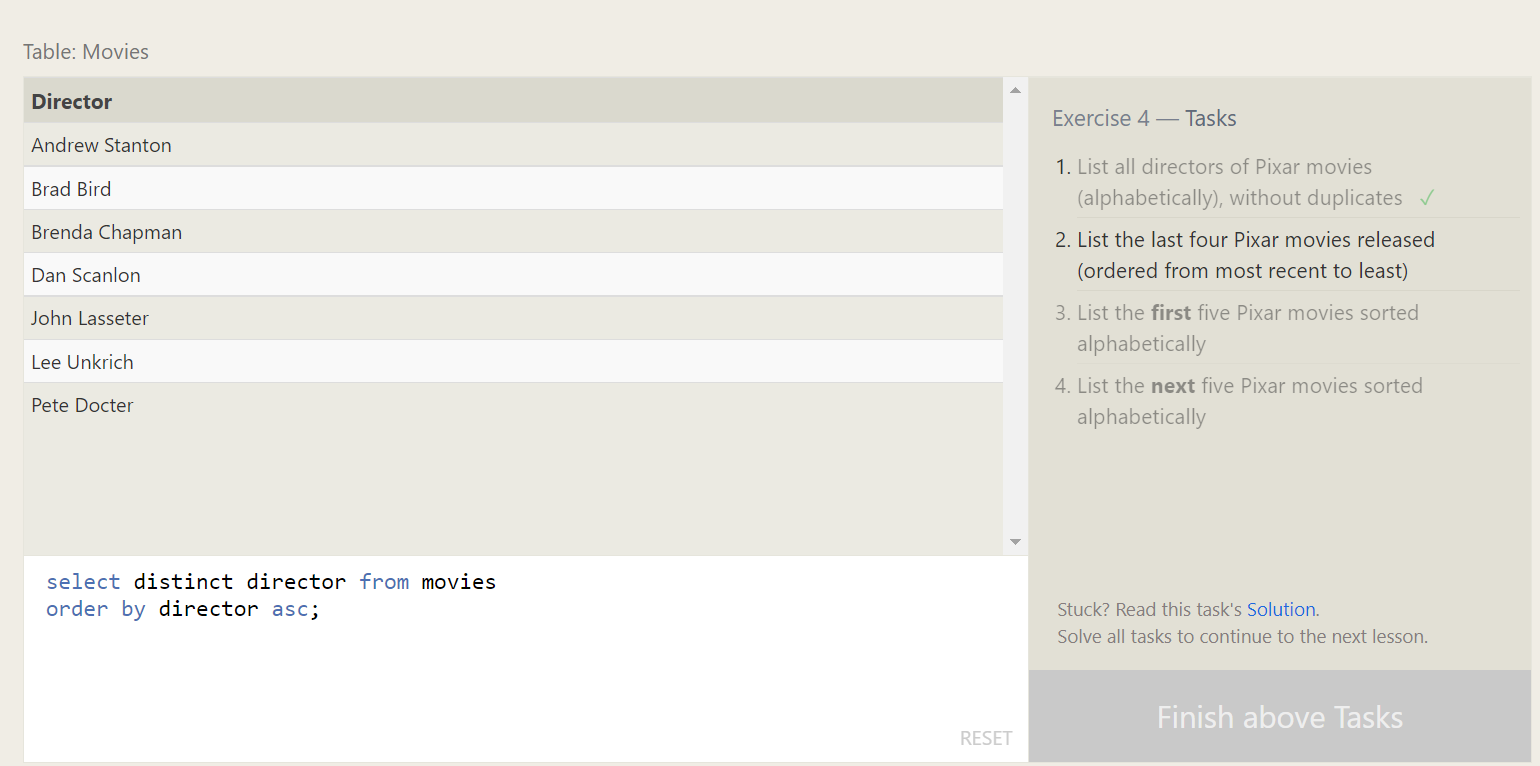 Table: Movies
Director
Andrew Stanton
Brad Bird
Brenda Chapman
Dan Scanlon
John Lasseter
Lee Unkrich
Pete Docter
select distinct director from movies
order by director asc;
RESET
Exercise 4 — Tasks
1. List all directors of Pixar movies
(alphabetically), without duplicates ✓
2. List the last four Pixar movies released
(ordered from most recent to least)
3. List the first five Pixar movies sorted
alphabetically
4. List the next five Pixar movies sorted
alphabetically
Stuck? Read this task's Solution.
Solve all tasks to continue to the next lesson.
Finish above Tasks